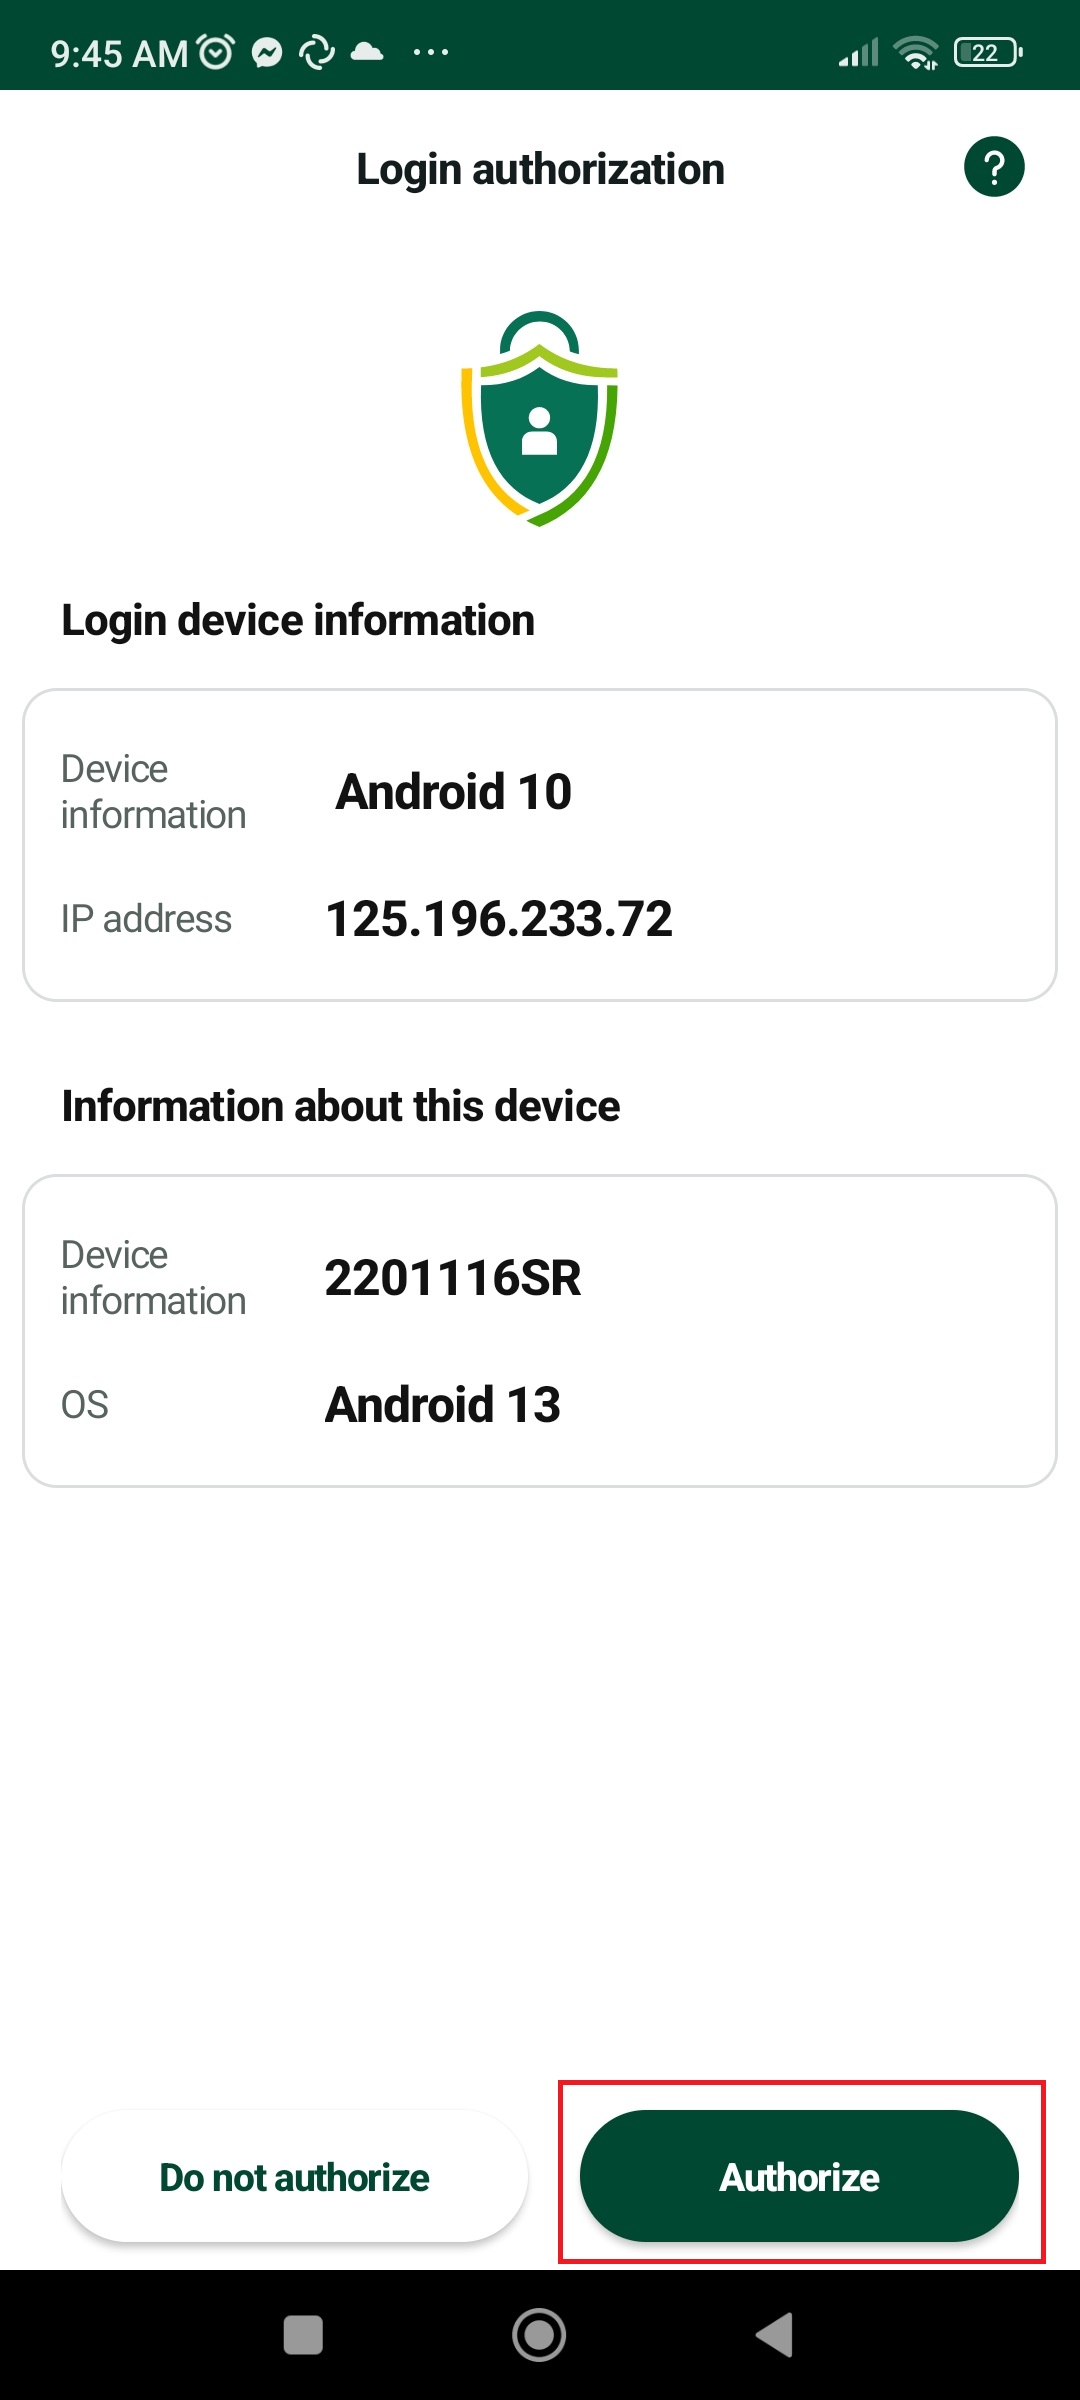 9:45 AM
22
Login authorization
?
Login device information
Device
information
Android 10
IP address
125.196.233.72
Information about this device
Device
information
2201116SR
OS
Android 13
Do not authorize
Authorize